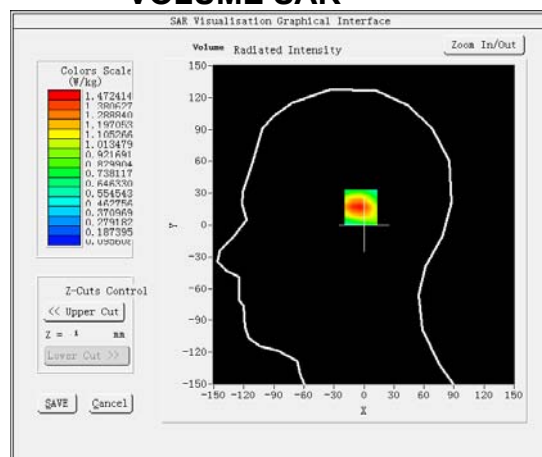 VOLUME SAR
SAR Visualisation Graphical Interface
Volume Radiated Intensity
Zoom In/Out
Colors Scale
(W/kg)
1.472414
1.380627
1.288840
1.197053
1.105266
1.013479
0.921691
0.829904
0.738117
0.646330
0.554543
0.462756
0.370969
0.279182
0.187395
0.095608
150
120
90
60
30
0
-30
-60
-90
-120
-150
Y
-150 -120 -90 -60 -30 0 30 60 90 120 150
X
Z-Cuts Control
<< Upper Cut
Z = 4 mm
Lower Cut >>
SAVE
Cancel